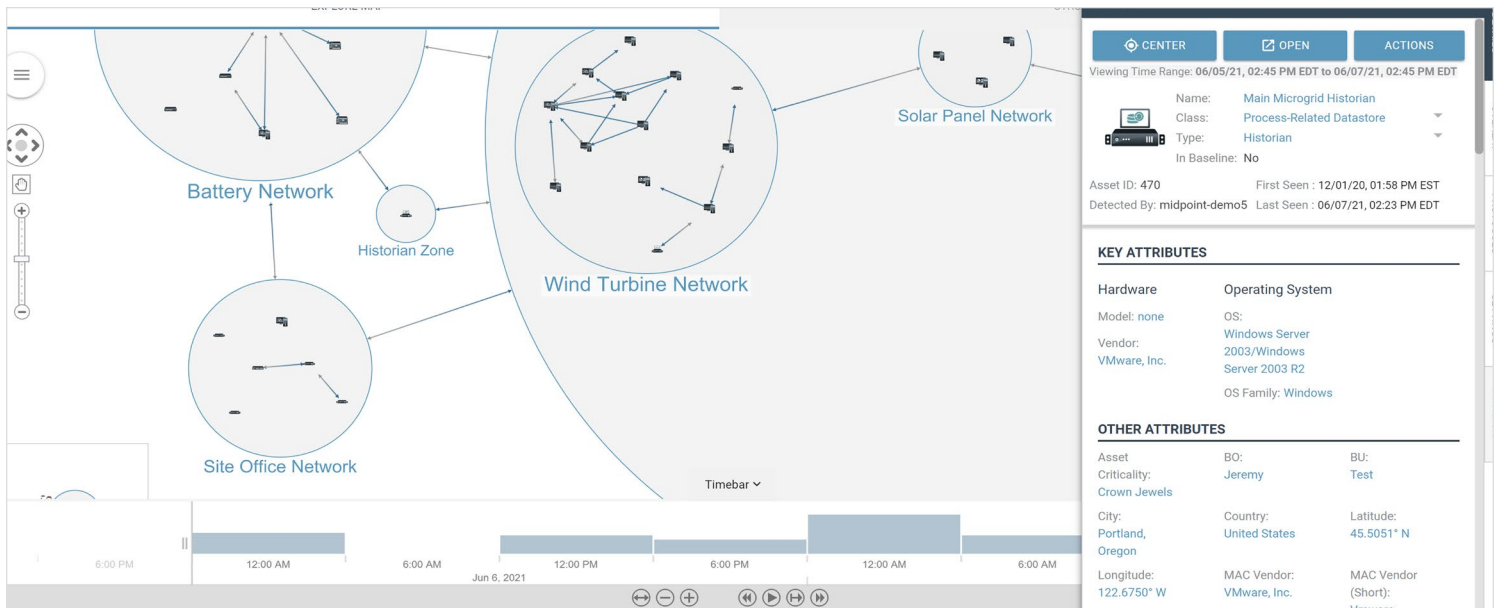 CENTER
OPEN
ACTIONS
Viewing Time Range: 06/05/21, 02:45 PM EDT to 06/07/21, 02:45 PM EDT
Name: Main Microgrid Historian
Class: Process-Related Datastore
Type: Historian
In Baseline: No
Asset ID: 470 First Seen : 12/01/20, 01:58 PM EST
Detected By: midpoint-demo5 Last Seen : 06/07/21, 02:23 PM EDT
KEY ATTRIBUTES
Hardware
Model: none
Vendor:
VMware, Inc.
Operating System
OS:
Windows Server
2003/Windows
Server 2003 R2
OS Family: Windows
OTHER ATTRIBUTES
Asset
Criticality:
Crown Jewels
BO:
Jeremy
BU:
Test
City:
Portland,
Oregon
Country:
United States
Latitude:
45.5051° N
Longitude:
122.6750° W
MAC Vendor:
VMware, Inc.
MAC Vendor
(Short):
Solar Panel Network
Battery Network
Historian Zone
Wind Turbine Network
Site Office Network
Timebar
6:00 PM
12:00 AM
6:00 AM
12:00 PM
6:00 PM
12:00 AM
6:00 AM
Jun 6, 2021